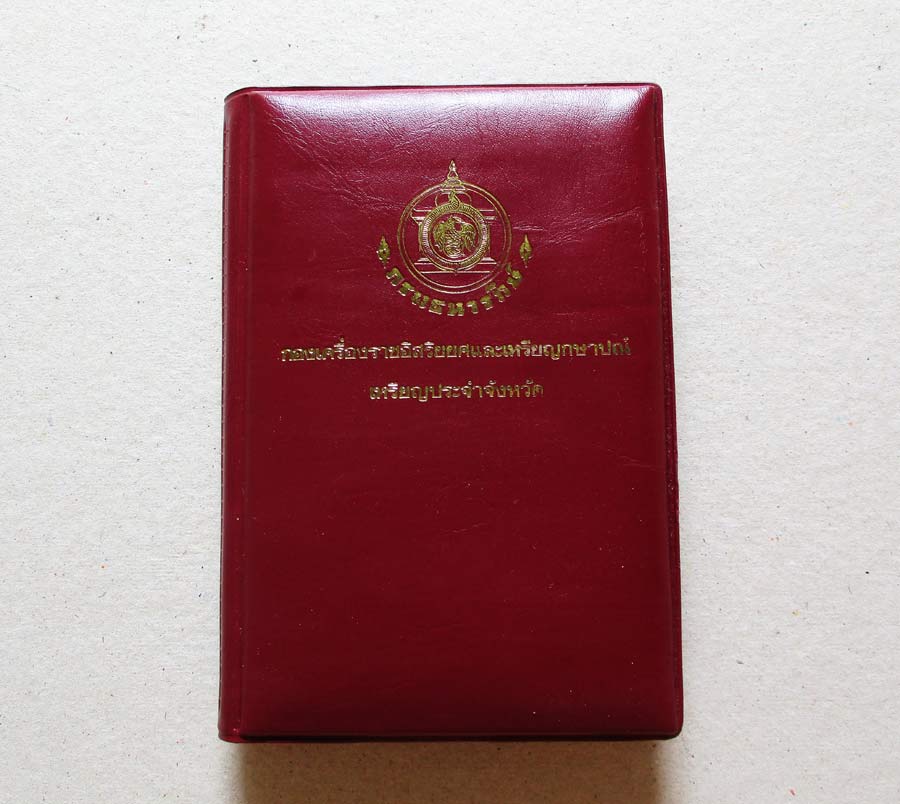 กรมธนารักษ์
กองเครื่องราชอิสริยยศและเหรียญกษาปณ์
เหรียญประจำจังหวัด